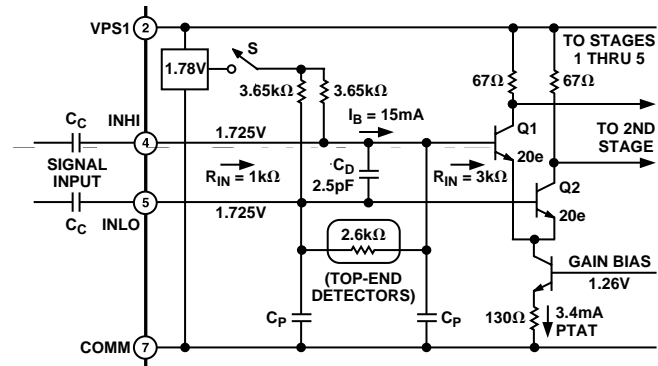 VPS1
2
TO STAGES
1 THRU 5
1.78V
S
3.65kΩ
3.65kΩ
67Ω
67Ω
I_B = 15mA
C_C
INHI
4
1.725V
Q1
TO 2ND
STAGE
SIGNAL
INPUT
R_IN = 1kΩ
C_D
2.5pF
R_IN = 3kΩ
20e
Q2
C_C
INLO
5
1.725V
20e
2.6kΩ
(TOP-END
DETECTORS)
GAIN BIAS
1.26V
C_P
C_P
130Ω
3.4mA
PTAT
COMM
7